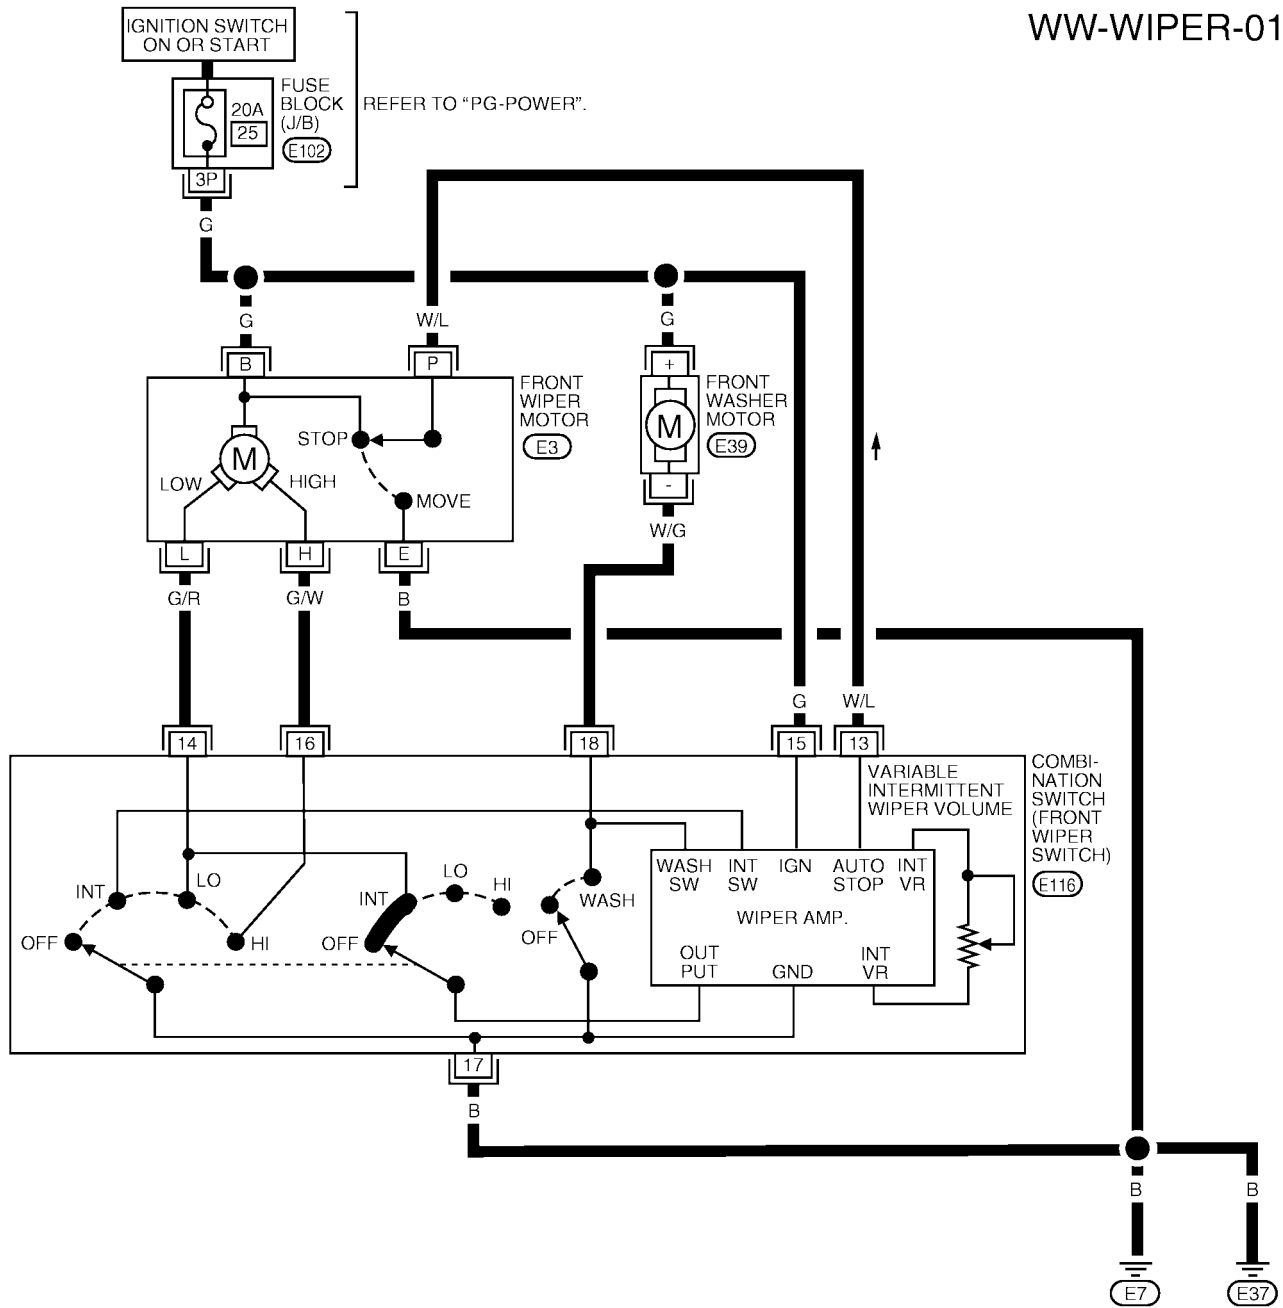 WW-WIPER-01
IGNITION SWITCH
ON OR START
FUSE
BLOCK
(J/B)
E102
20A
25
REFER TO “PG-POWER”.
3P
G
G
W/L
G
B
P
+
FRONT
WIPER
MOTOR
E3
FRONT
WASHER
MOTOR
E39
STOP
M
M
LOW
HIGH
MOVE
-
W/G
L
H
E
G/R
G/W
B
G
W/L
14
16
18
15
13
VARIABLE
INTERMITTENT
WIPER VOLUME
COMBI-
NATION
SWITCH
(FRONT
WIPER
SWITCH)
E116
WASH
SW
INT
SW
IGN
AUTO
STOP
INT
VR
WIPER AMP.
OUT
PUT
GND
INT
VR
INT
LO
OFF
HI
INT
LO
HI
OFF
WASH
OFF
17
B
B
B
E7
E37